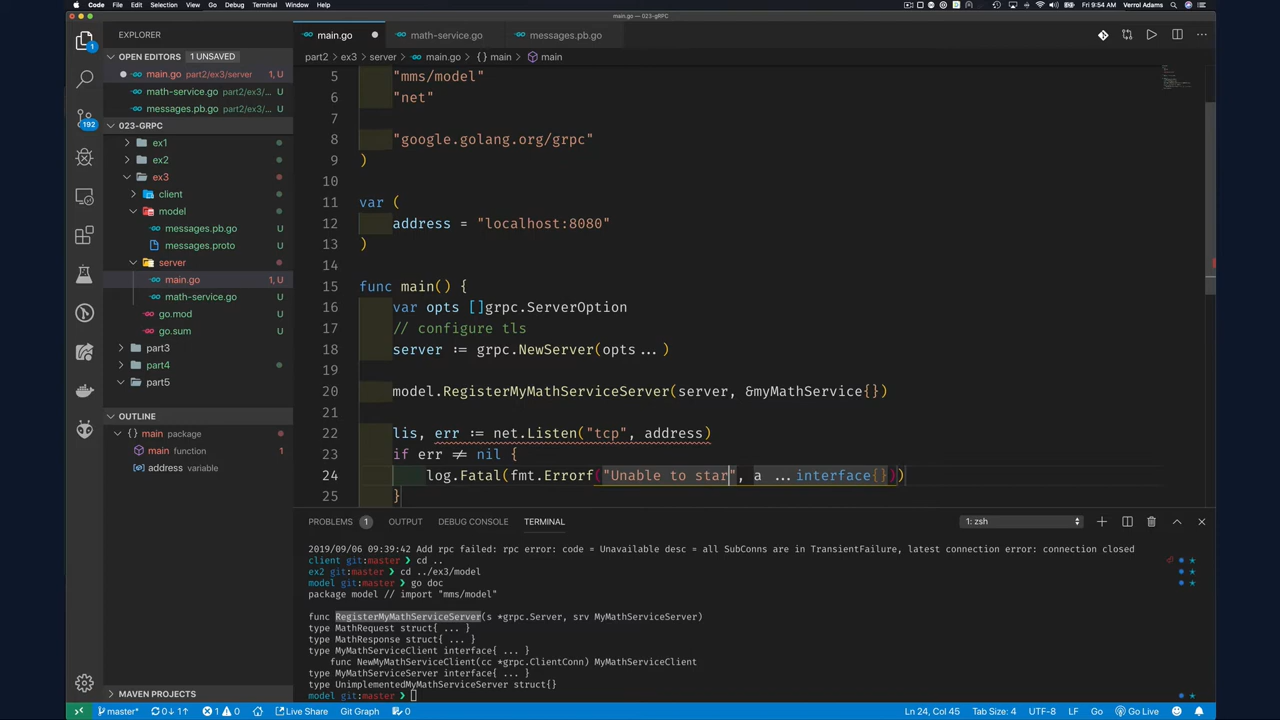 Code File Edit Selection View Go Debug Terminal Window Help
Fri 9:54 AM Verrol Adams
main.go — 023-gRPC
EXPLORER
main.go
math-service.go
messages.pb.go
OPEN EDITORS 1 UNSAVED
part2 > ex3 > server > main.go > {} main > main
main.go part2/ex3/server 1, U
math-service.go part2/ex3/... U
messages.pb.go part2/ex3/... U
023-GRPC
ex1
ex2
ex3
client
model
messages.pb.go U
messages.proto U
server
main.go 1, U
math-service.go U
go.mod U
go.sum U
part3
part4
part5
OUTLINE
main package
main function
address variable
MAVEN PROJECTS
1
192
5 "mms/model"
6 "net"
7
8 "google.golang.org/grpc"
9 )
10
11 var (
12 address = "localhost:8080"
13 )
14
15 func main() {
16 var opts []grpc.ServerOption
17 // configure tls
18 server := grpc.NewServer(opts...)
19
20 model.RegisterMyMathServiceServer(server, &myMathService{})
21
22 lis, err := net.Listen("tcp", address)
23 if err ≠ nil {
24 log.Fatal(fmt.Errorf("Unable to star", a ...interface{}))
25 }
PROBLEMS 1 OUTPUT DEBUG CONSOLE TERMINAL 1: zsh
2019/09/06 09:39:42 Add rpc failed: rpc error: code = Unavailable desc = all SubConns are in TransientFailure, latest connection error: connection closed
client git:master ❯ cd ..
ex2 git:master ❯ cd ../ex3/model
model git:master ❯ go doc
package model // import "mms/model"
func RegisterMyMathServiceServer(s *grpc.Server, srv MyMathServiceServer)
type MathRequest struct{ ... }
type MathResponse struct{ ... }
type MyMathServiceClient interface{ ... }
func NewMyMathServiceClient(cc *grpc.ClientConn) MyMathServiceClient
type MyMathServiceServer interface{ ... }
type UnimplementedMyMathServiceServer struct{}
model git:master ❯
master* 0↓ 1↑ 1 0 Live Share Git Graph 0 Ln 24, Col 45 Tab Size: 4 UTF-8 LF Go Go Live